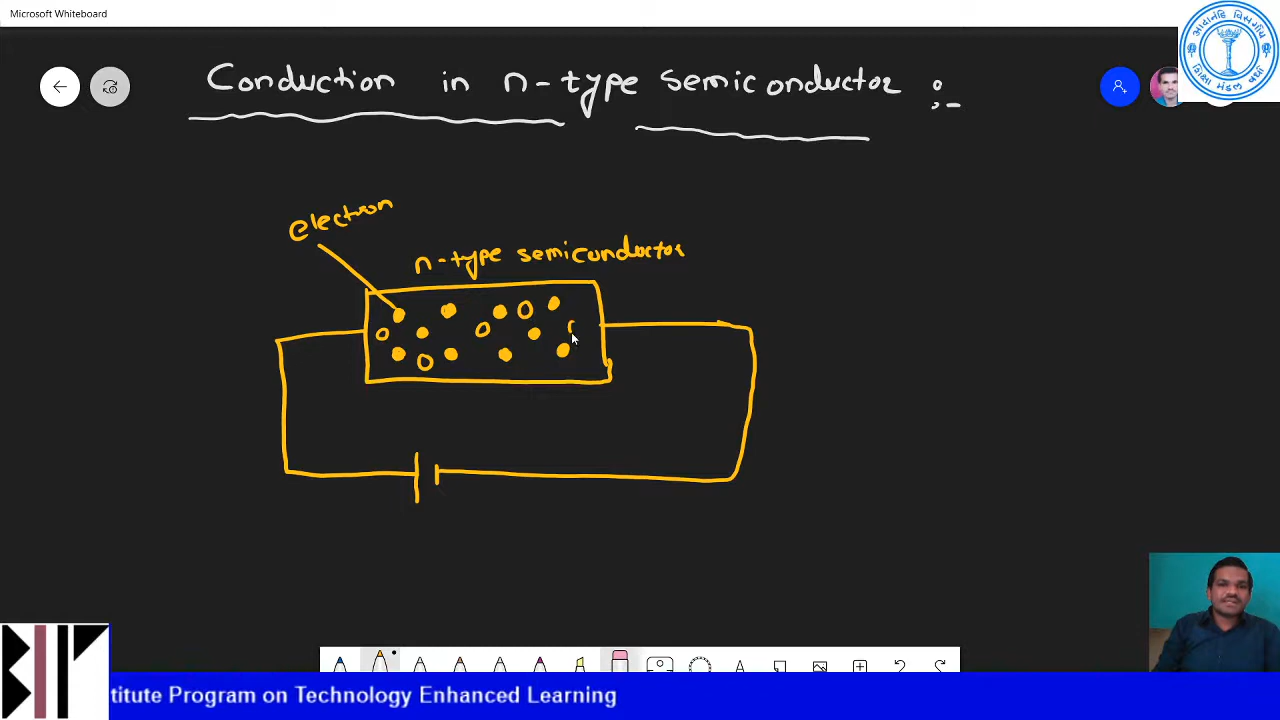 Microsoft Whiteboard
Conduction in n-type semiconductor :-
electron
n-type semiconductor
titute Program on Technology Enhanced Learning